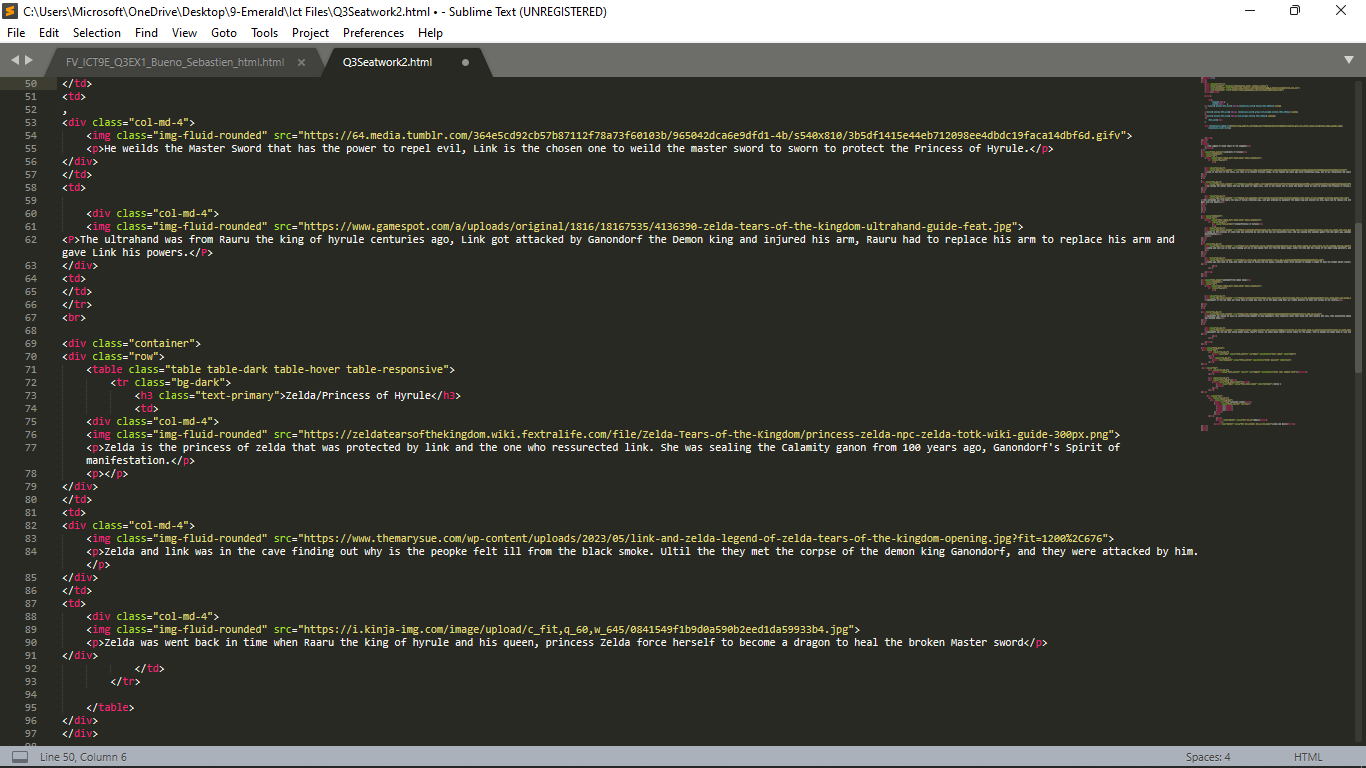 C:\Users\Microsoft\OneDrive\Desktop\9-Emerald\Ict Files\Q3Seatwork2.html • - Sublime Text (UNREGISTERED)
File Edit Selection Find View Goto Tools Project Preferences Help
FV_ICT9E_Q3EX1_Bueno_Sebastien_html.html × Q3Seatwork2.html
50 </td>
51 <td>
52 ,
53 <div class="col-md-4">
54 <img class="img-fluid-rounded" src="https://64.media.tumblr.com/364e5cd92cb57b87112f78a73f60103b/965042dca6e9dfd1-4b/s540x810/3b5df1415e44eb712098ee4dbdc19faca14dbf6d.gifv">
55 <p>He weilds the Master Sword that has the power to repel evil, Link is the chosen one to weild the master sword to sworn to protect the Princess of Hyrule.</p>
56 </div>
57 </td>
58 <td>
59
60 <div class="col-md-4">
61 <img class="img-fluid-rounded" src="https://www.gamespot.com/a/uploads/original/1816/18167535/4136390-zelda-tears-of-the-kingdom-ultrahand-guide-feat.jpg">
62 <P>The ultrahand was from Rauru the king of hyrule centuries ago, Link got attacked by Ganondorf the Demon king and injured his arm, Rauru had to replace his arm to replace his arm and
gave Link his powers.</P>
63 </div>
64 <td>
65 </td>
66 </tr>
67 <br>
68
69 <div class="container">
70 <div class="row">
71 <table class="table table-dark table-hover table-responsive">
72 <tr class="bg-dark">
73 <h3 class="text-primary">Zelda/Princess of Hyrule</h3>
74 <td>
75 <div class="col-md-4">
76 <img class="img-fluid-rounded" src="https://zeldatearsofthekingdom.wiki.fextralife.com/file/Zelda-Tears-of-the-Kingdom/princess-zelda-npc-zelda-totk-wiki-guide-300px.png">
77 <p>Zelda is the princess of zelda that was protected by link and the one who ressurected link. She was sealing the Calamity ganon from 100 years ago, Ganondorf's Spirit of
manifestation.</p>
78 <p></p>
79 </div>
80 </td>
81 <td>
82 <div class="col-md-4">
83 <img class="img-fluid-rounded" src="https://www.themarysue.com/wp-content/uploads/2023/05/link-and-zelda-legend-of-zelda-tears-of-the-kingdom-opening.jpg?fit=1200%2C676">
84 <p>Zelda and link was in the cave finding out why is the peopke felt ill from the black smoke. Ultil the they met the corpse of the demon king Ganondorf, and they were attacked by him.
</p>
85 </div>
86 </td>
87 <td>
88 <div class="col-md-4">
89 <img class="img-fluid-rounded" src="https://i.kinja-img.com/image/upload/c_fit,q_60,w_645/0841549f1b9d0a590b2eed1da59933b4.jpg">
90 <p>Zelda was went back in time when Raaru the king of hyrule and his queen, princess Zelda force herself to become a dragon to heal the broken Master sword</p>
91 </div>
92 </td>
93 </tr>
94
95 </table>
96 </div>
97 </div>
Line 50, Column 6 Spaces: 4 HTML